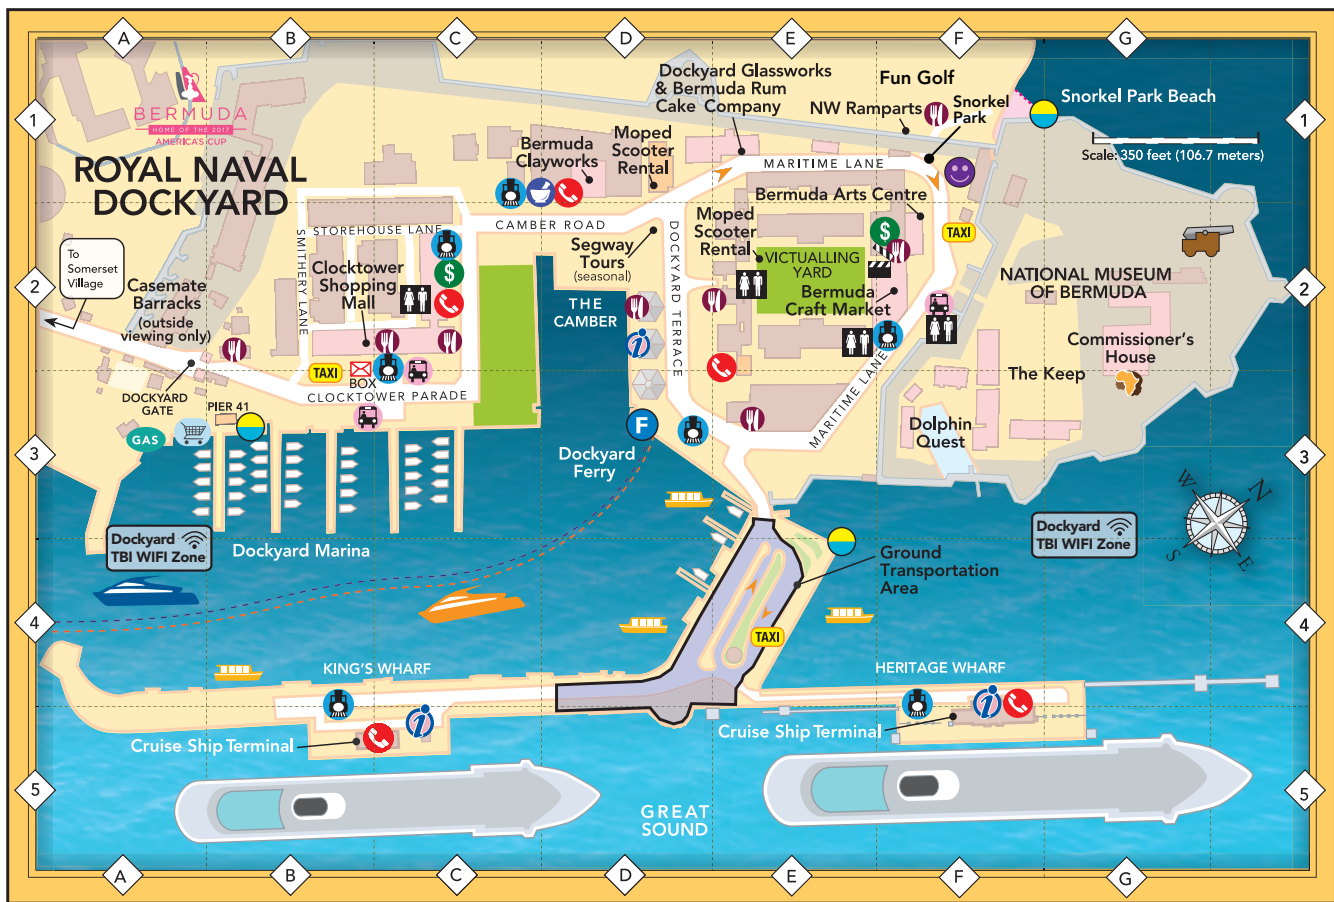 A B C D E F G
1
2
3
4
5
BERMUDA
HOME OF THE 2017
AMERICA'S CUP
ROYAL NAVAL
DOCKYARD
To
Somerset
Village
Casemate
Barracks
(outside
viewing only)
DOCKYARD
GATE
PIER 41
GAS
SMITHERY LANE
STOREHOUSE LANE
Clocktower
Shopping
Mall
$
TAXI
BOX
CLOCKTOWER PARADE
Bermuda
Clayworks
Moped
Scooter
Rental
CAMBER ROAD
Segway
Tours
(seasonal)
THE
CAMBER
i
DOCKYARD TERRACE
F
Dockyard
Ferry
Dockyard Glassworks
& Bermuda Rum
Cake Company
Fun Golf
NW Ramparts
Snorkel
Park
Snorkel Park Beach
Scale: 350 feet (106.7 meters)
MARITIME LANE
Bermuda Arts Centre
Moped
Scooter
Rental
$
TAXI
VICTUALLING
YARD
Bermuda
Craft Market
MARITIME LANE
NATIONAL MUSEUM
OF BERMUDA
Commissioner's
House
The Keep
Dolphin
Quest
Dockyard
TBI WIFI Zone
Dockyard Marina
Dockyard
TBI WIFI Zone
N
E
S
W
Ground
Transportation
Area
TAXI
KING'S WHARF
i
Cruise Ship Terminal
HERITAGE WHARF
i
Cruise Ship Terminal
GREAT
SOUND
1
2
3
4
5
A B C D E F G